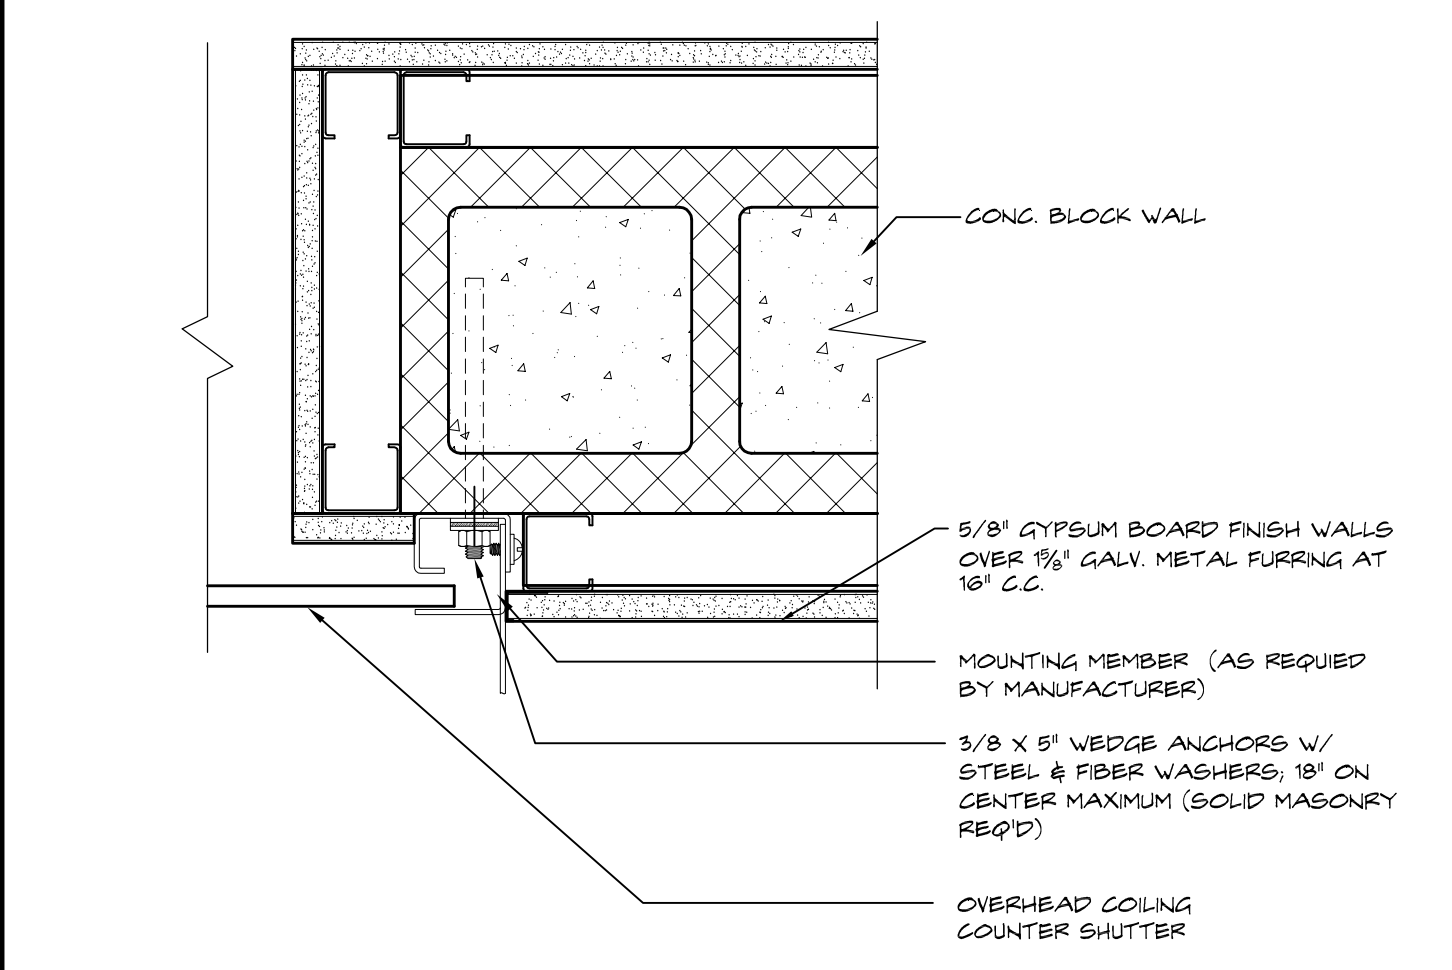 CONC. BLOCK WALL
5/8" GYPSUM BOARD FINISH WALLS
OVER 1⅝" GALV. METAL FURRING AT
16" C.C.
MOUNTING MEMBER (AS REQUIED
BY MANUFACTURER)
3/8 X 5" WEDGE ANCHORS W/
STEEL & FIBER WASHERS; 18" ON
CENTER MAXIMUM (SOLID MASONRY
REQ'D)
OVERHEAD COILING
COUNTER SHUTTER